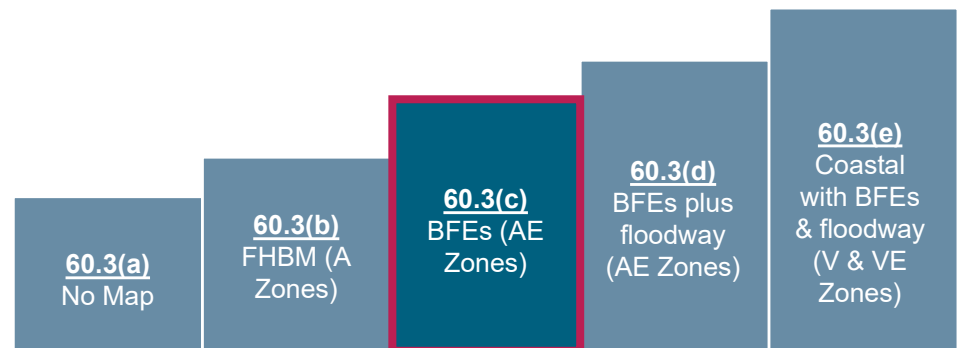 60.3(a)
No Map
60.3(b)
FHBM (A
Zones)
60.3(c)
BFEs (AE
Zones)
60.3(d)
BFEs plus
floodway
(AE Zones)
60.3(e)
Coastal
with BFEs
& floodway
(V & VE
Zones)